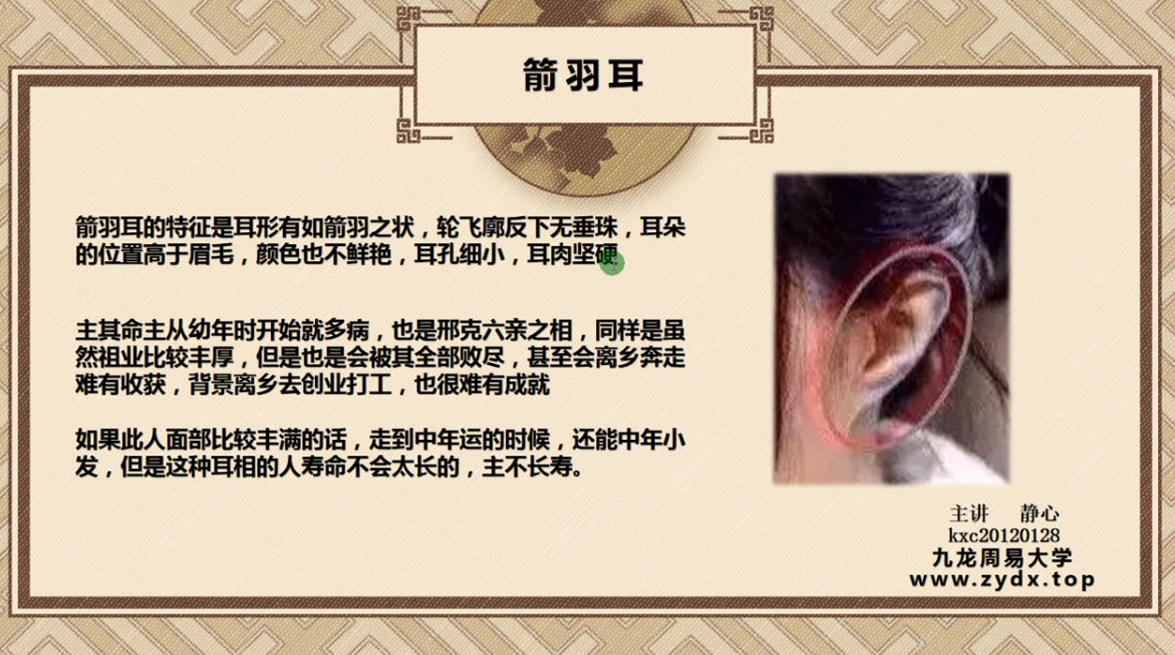 箭羽耳
箭羽耳的特征是耳形有如箭羽之状，轮飞廓反下无垂珠，耳朵
的位置高于眉毛，颜色也不鲜艳，耳孔细小，耳肉坚硬
主其命主从幼年时开始就多病，也是邢克六亲之相，同样是虽
然祖业比较丰厚，但是也是会被其全部败尽，甚至会离乡奔走
难有收获，背景离乡去创业打工，也很难有成就
如果此人面部比较丰满的话，走到中年运的时候，还能中年小
发，但是这种耳相的人寿命不会太长的，主不长寿。
主讲 静心
kxc20120128
九龙周易大学
www.zydx.top